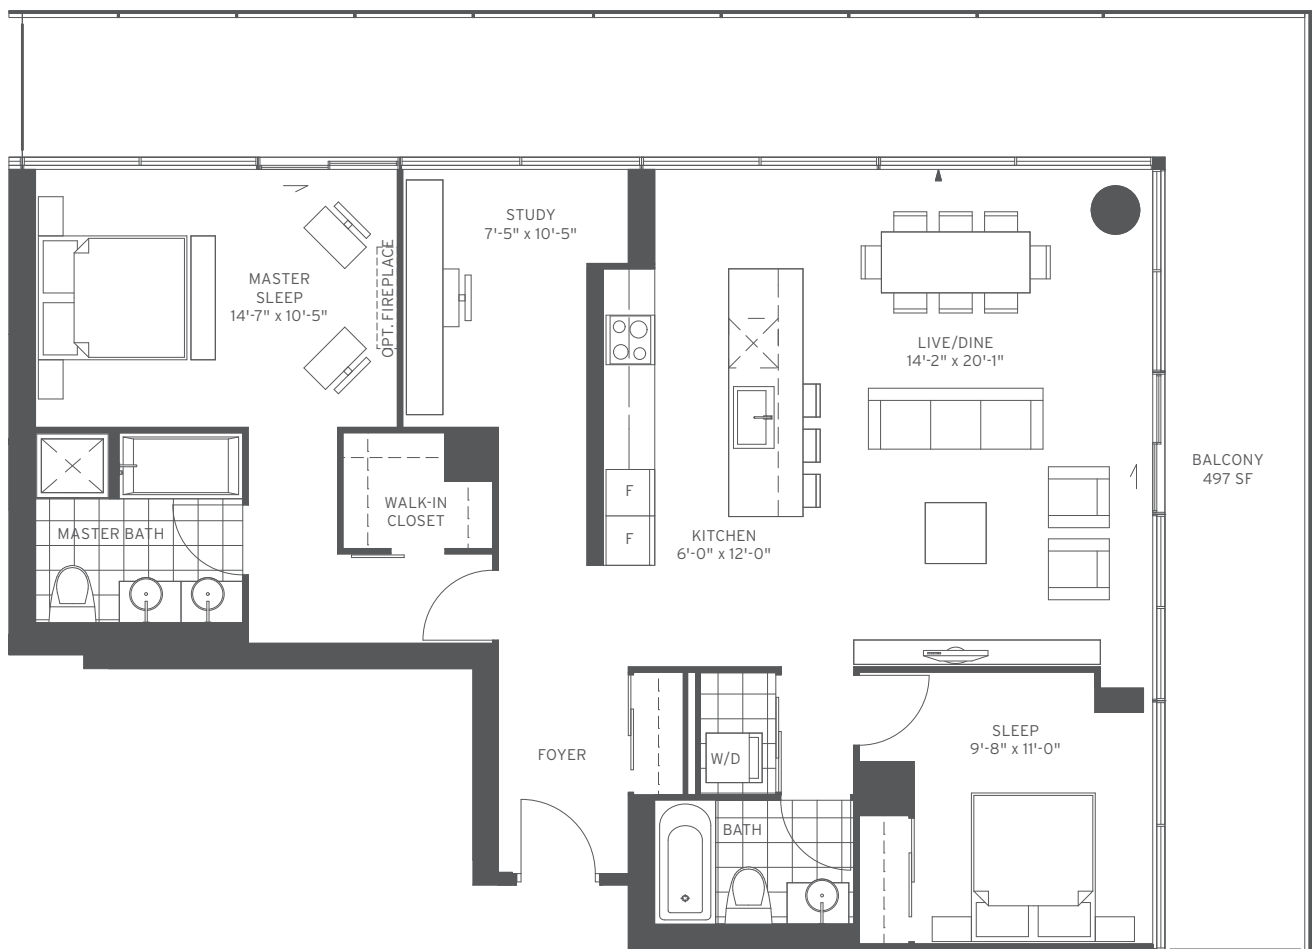 STUDY
7'-5" x 10'-5"
MASTER
SLEEP
14'-7" x 10'-5"
OPT. FIREPLACE
LIVE/DINE
14'-2" x 20'-1"
BALCONY
497 SF
WALK-IN
CLOSET
F
F
MASTER BATH
KITCHEN
6'-0" x 12'-0"
FOYER
W/D
SLEEP
9'-8" x 11'-0"
BATH